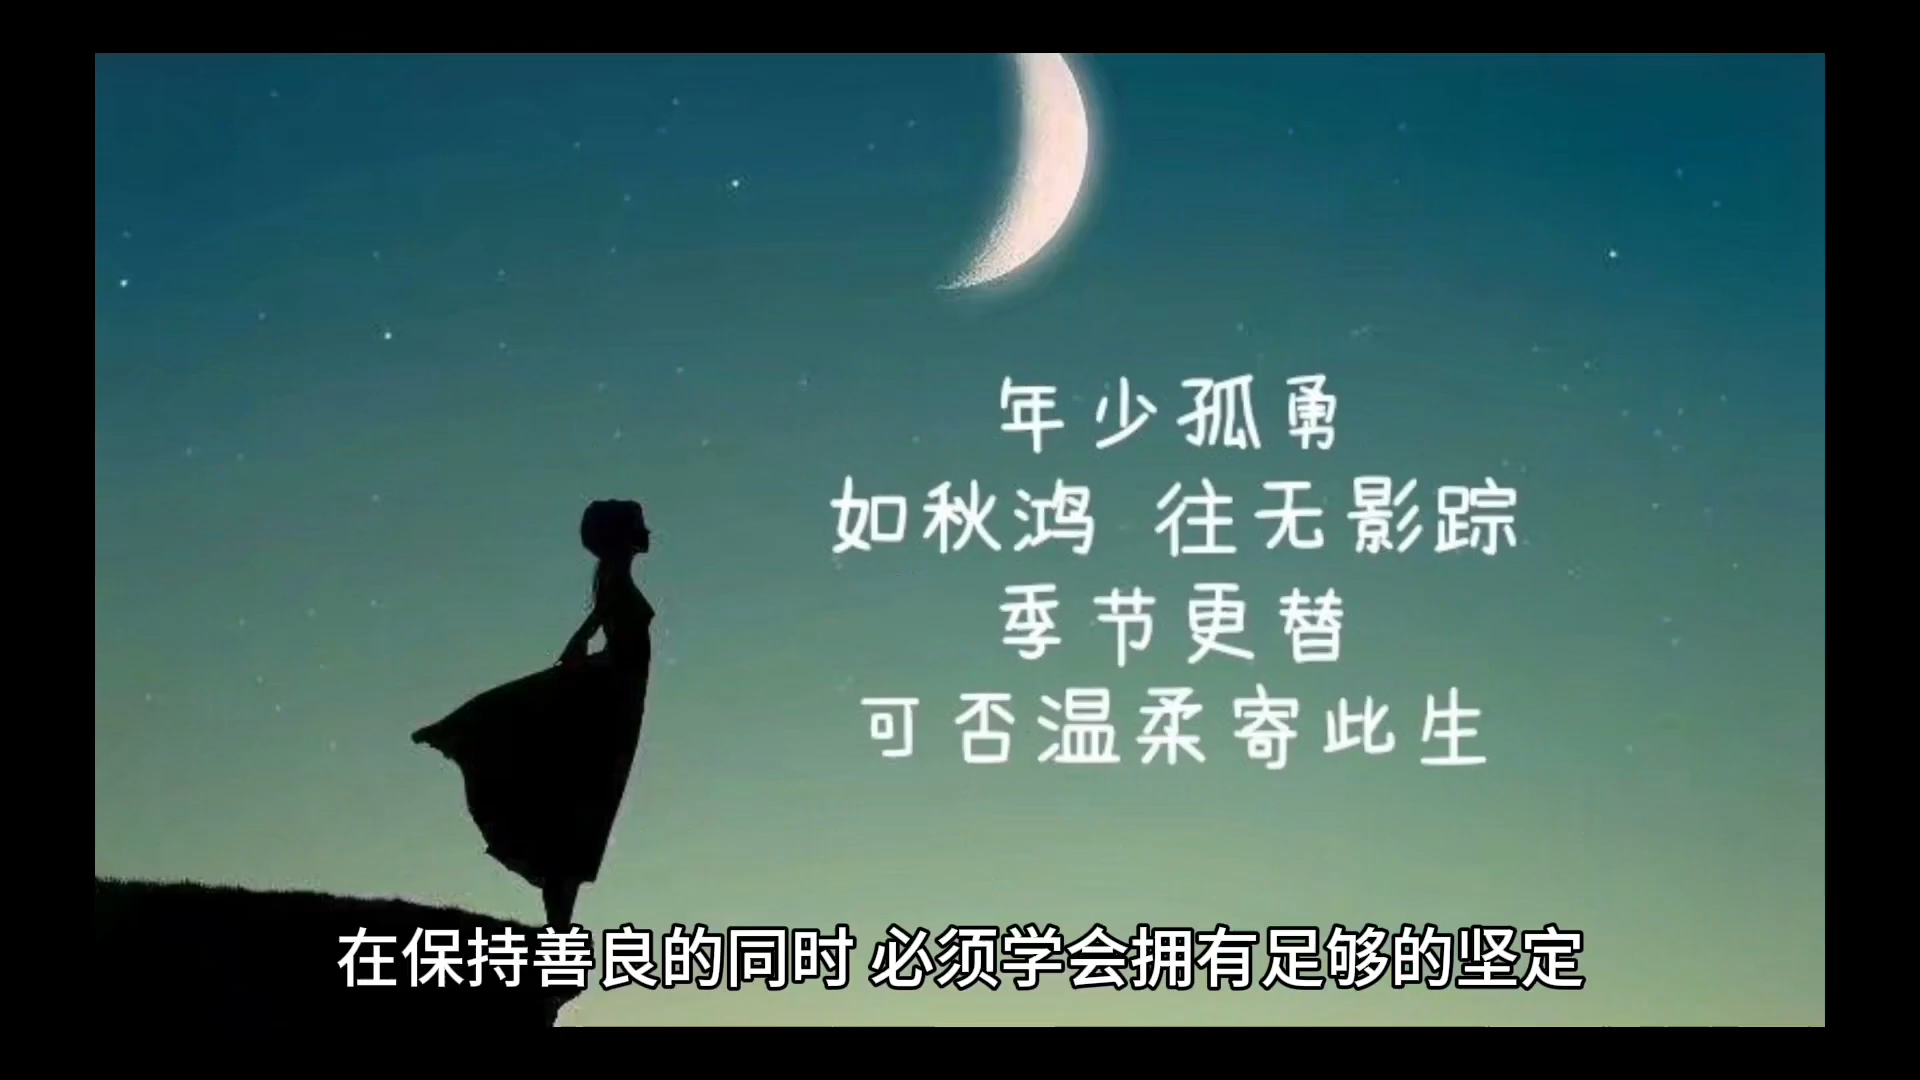 年少孤勇
如秋鸿 往无影踪
季节更替
可否温柔寄此生
在保持善良的同时 必须学会拥有足够的坚定